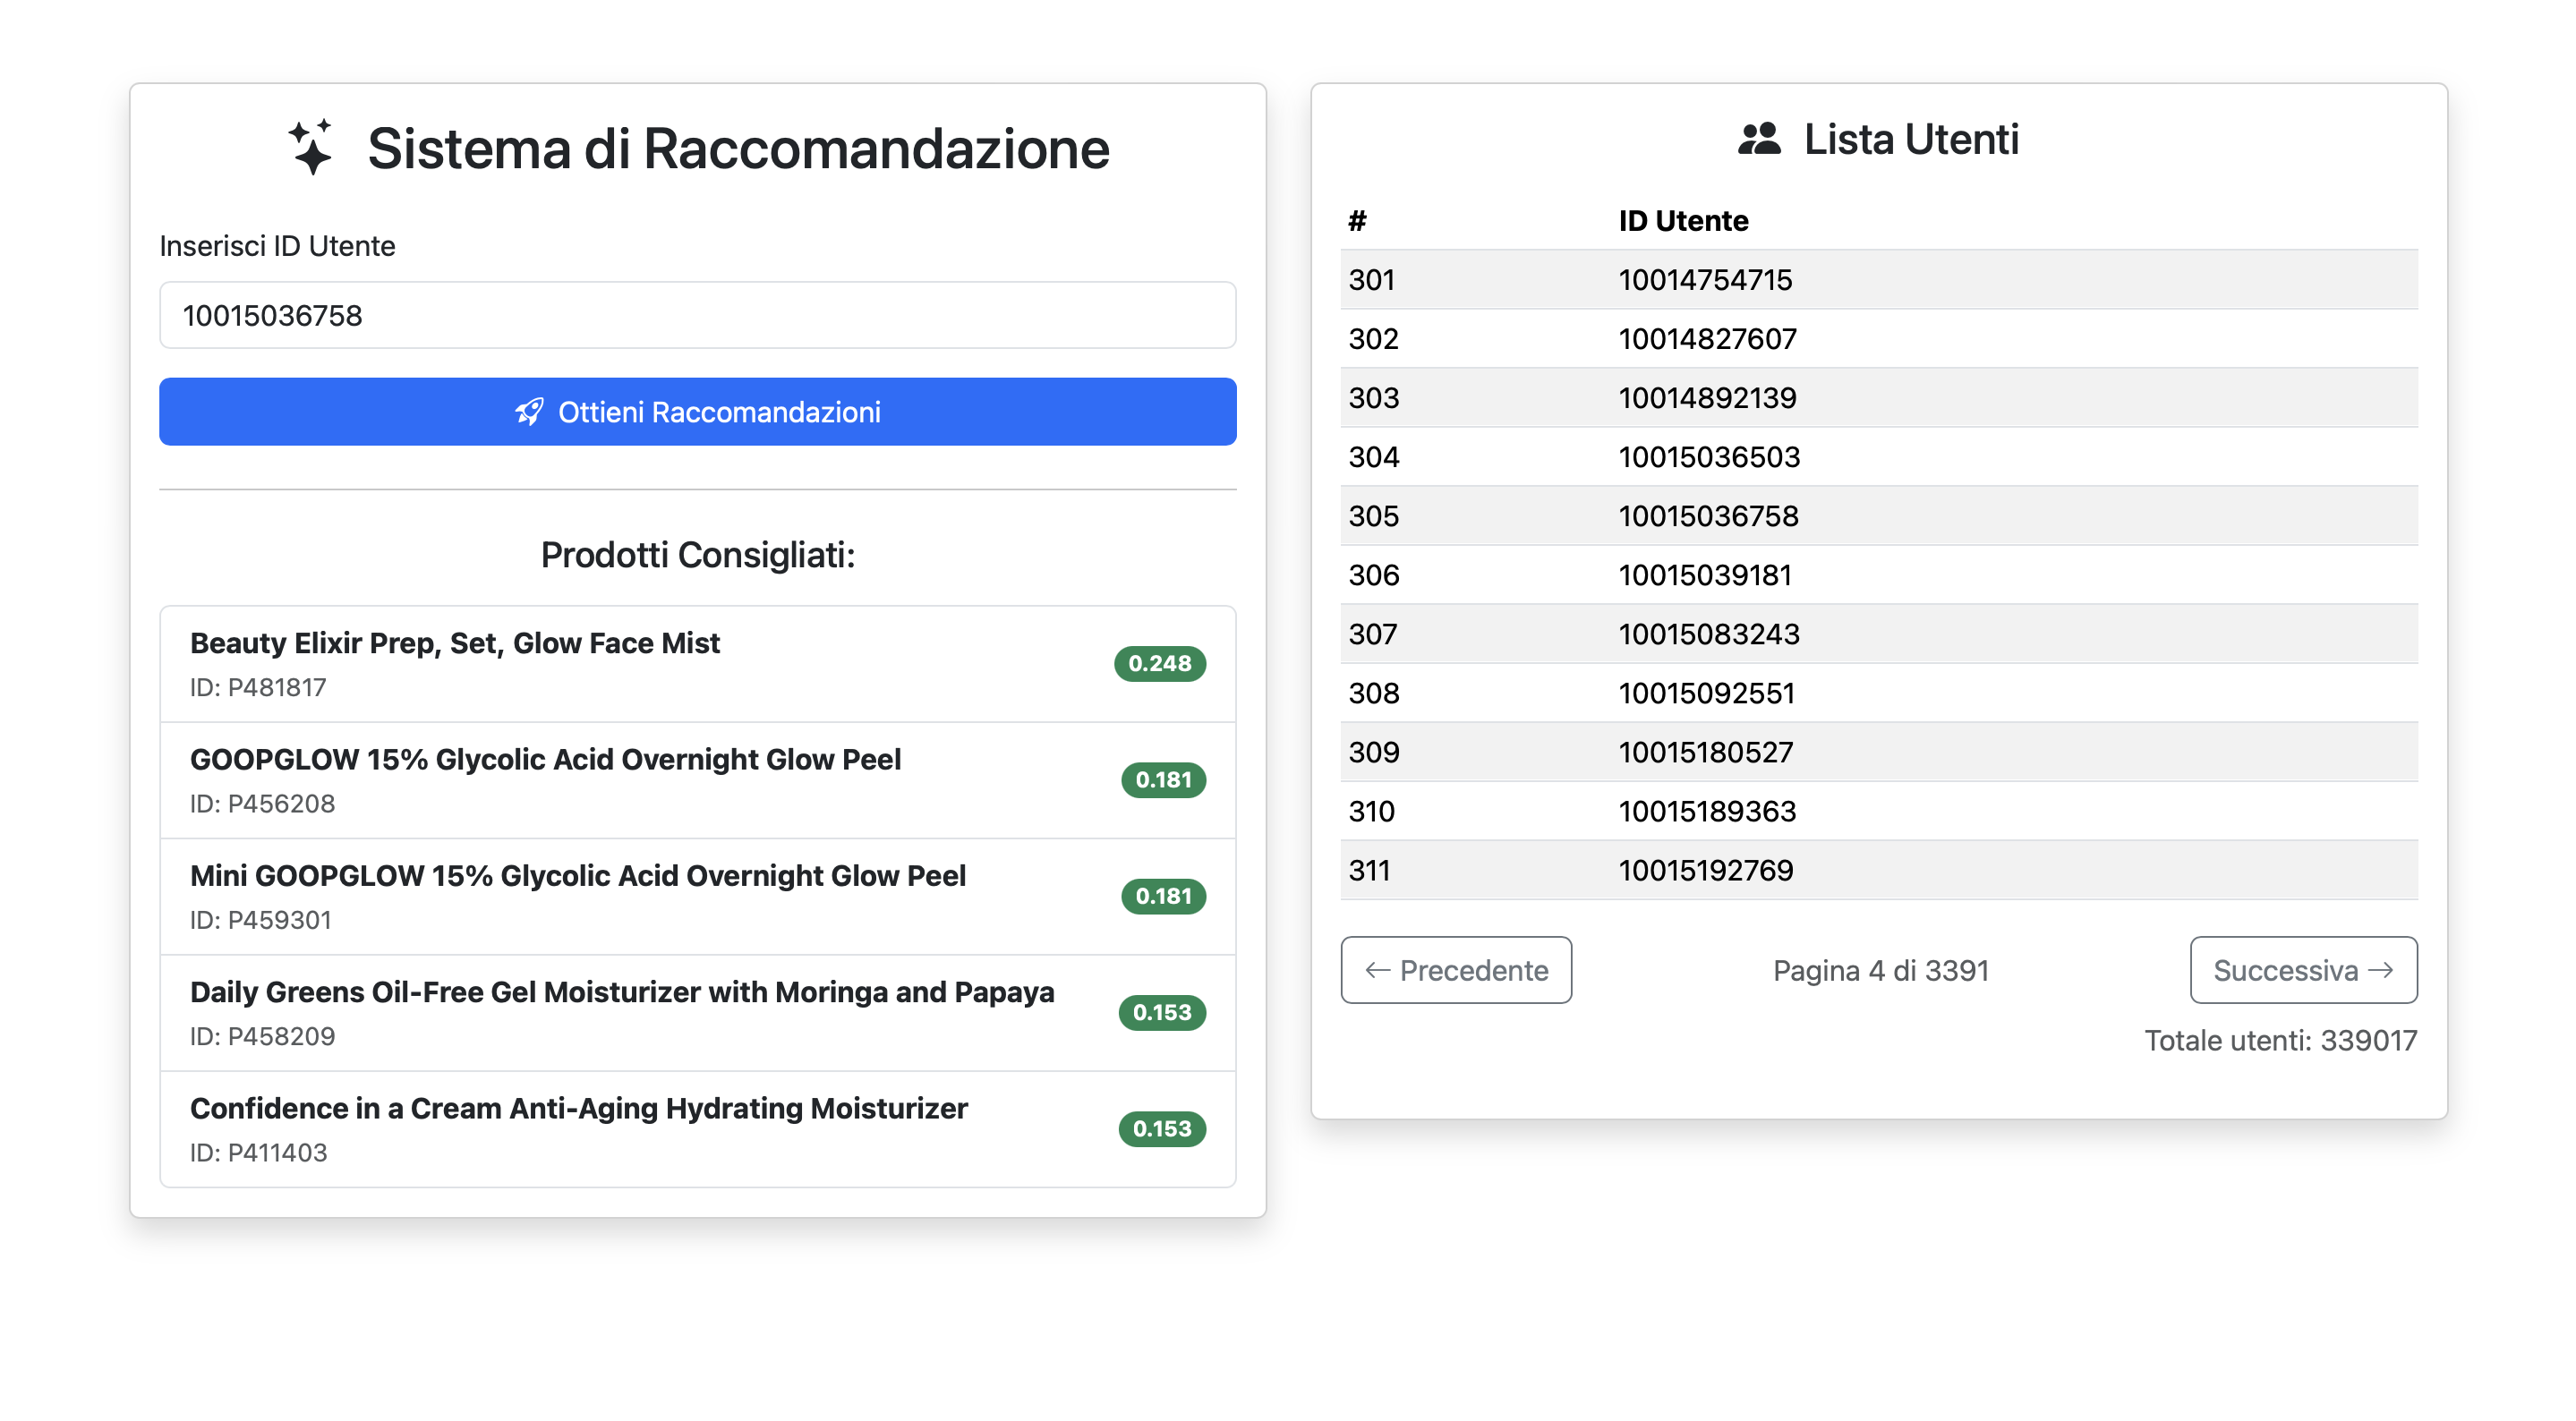 Sistema di Raccomandazione
Inserisci ID Utente
10015036758
Ottieni Raccomandazioni
Prodotti Consigliati:
Beauty Elixir Prep, Set, Glow Face Mist
ID: P481817
0.248
GOOPGLOW 15% Glycolic Acid Overnight Glow Peel
ID: P456208
0.181
Mini GOOPGLOW 15% Glycolic Acid Overnight Glow Peel
ID: P459301
0.181
Daily Greens Oil-Free Gel Moisturizer with Moringa and Papaya
ID: P458209
0.153
Confidence in a Cream Anti-Aging Hydrating Moisturizer
ID: P411403
0.153
Lista Utenti
# ID Utente
301 10014754715
302 10014827607
303 10014892139
304 10015036503
305 10015036758
306 10015039181
307 10015083243
308 10015092551
309 10015180527
310 10015189363
311 10015192769
← Precedente Pagina 4 di 3391 Successiva →
Totale utenti: 339017